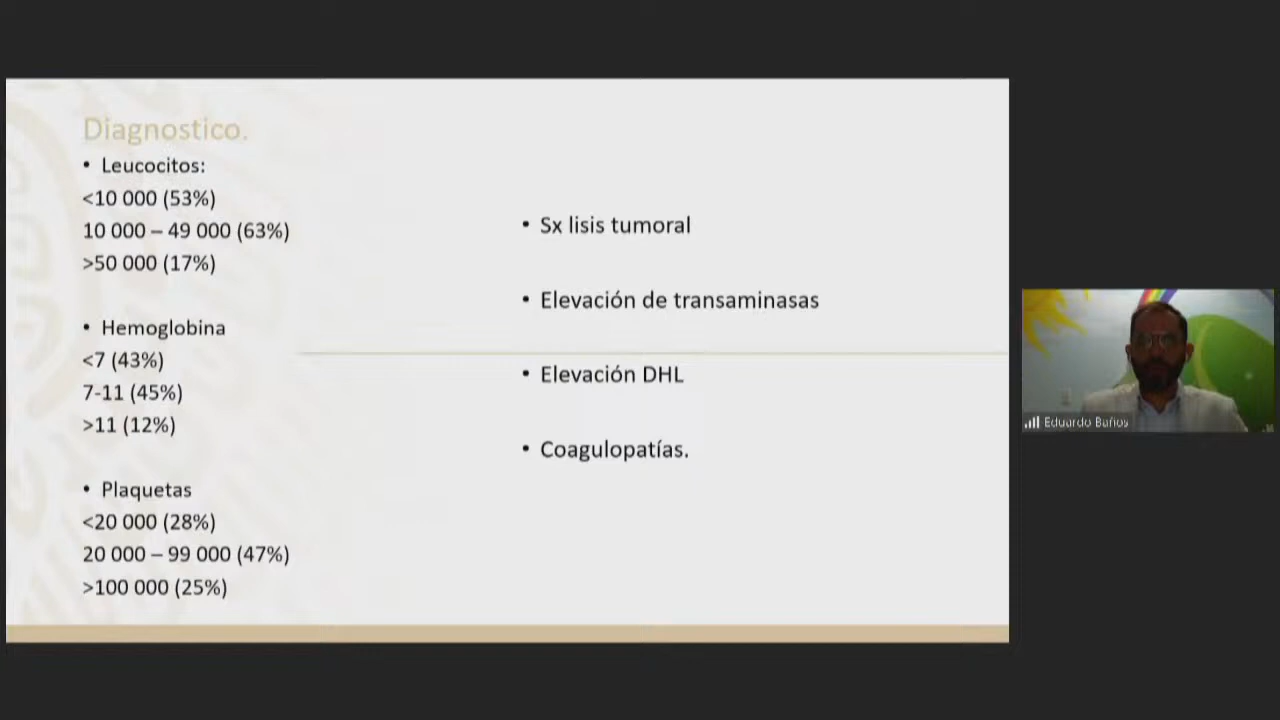 Diagnostico.
• Leucocitos:
<10 000 (53%)
10 000 – 49 000 (63%)
>50 000 (17%)
• Hemoglobina
<7 (43%)
7-11 (45%)
>11 (12%)
• Plaquetas
<20 000 (28%)
20 000 – 99 000 (47%)
>100 000 (25%)
• Sx lisis tumoral
• Elevación de transaminasas
• Elevación DHL
• Coagulopatías.
Eduardo Baños